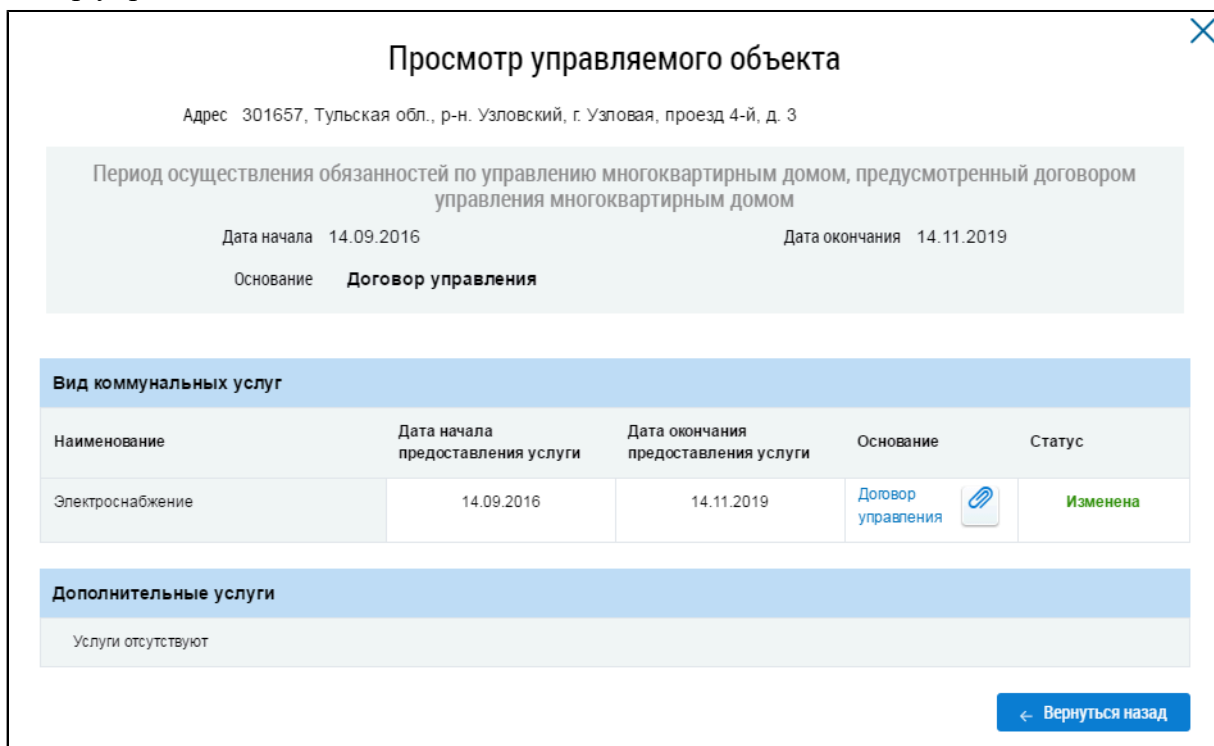 Просмотр управляемого объекта
Адрес 301657, Тульская обл., р-н. Узловский, г. Узловая, проезд 4-й, д. 3
Период осуществления обязанностей по управлению многоквартирным домом, предусмотренный договором
управления многоквартирным домом
Дата начала 14.09.2016 Дата окончания 14.11.2019
Основание Договор управления
Вид коммунальных услуг
Наименование Дата начала предоставления услуги Дата окончания предоставления услуги Основание Статус
Электроснабжение 14.09.2016 14.11.2019 Договор управления Изменена
Дополнительные услуги
Услуги отсутствуют
← Вернуться назад